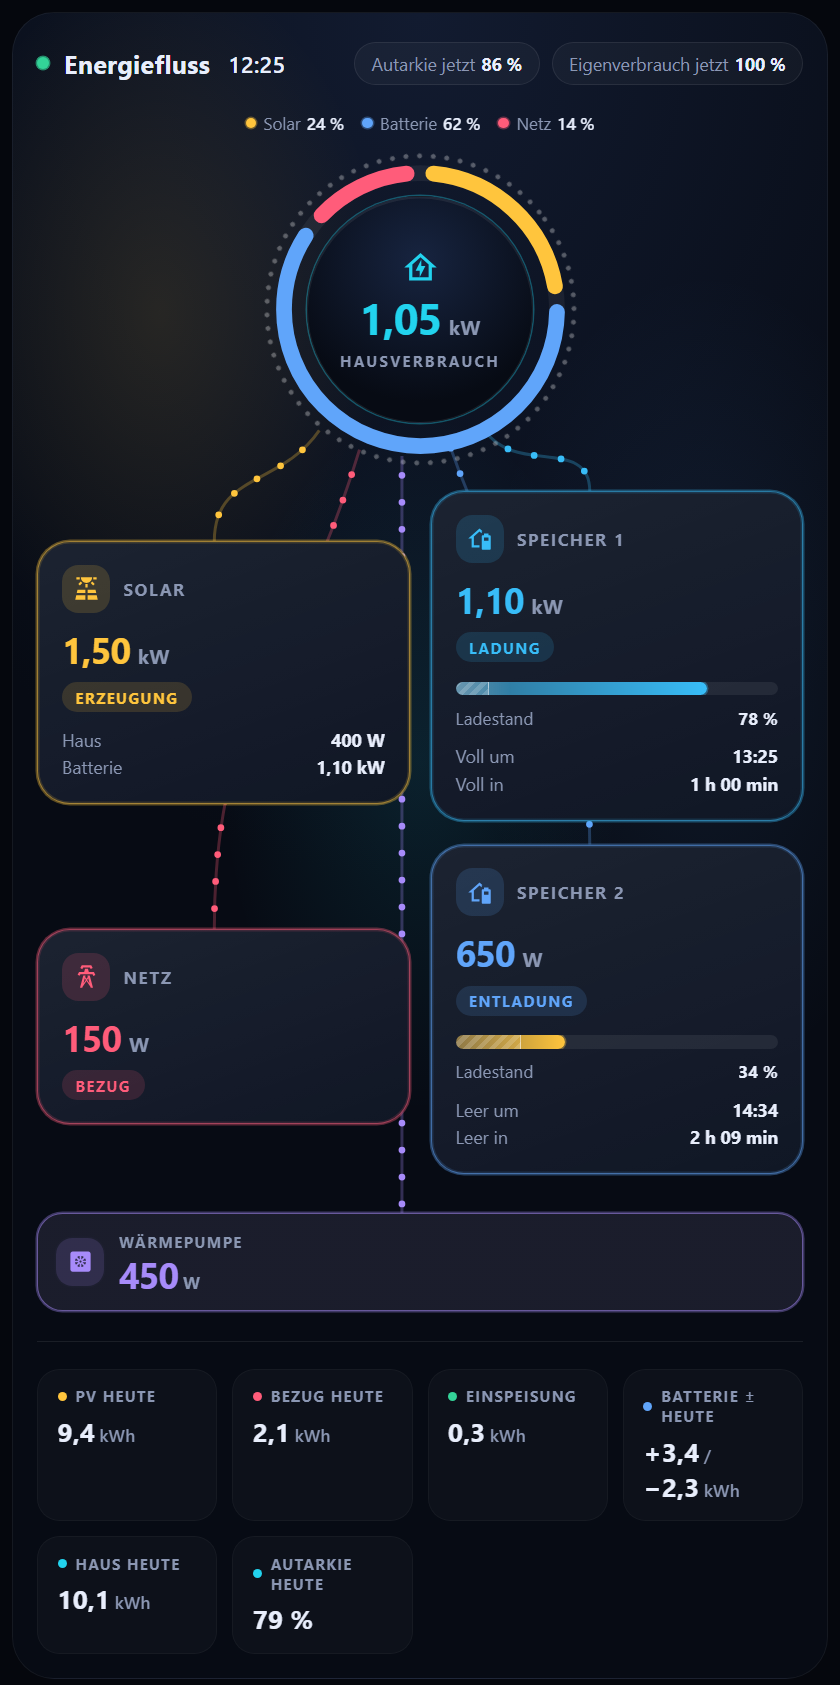 Energiefluss 12:25
Autarkie jetzt 86 %
Eigenverbrauch jetzt 100 %
Solar 24 % Batterie 62 % Netz 14 %
1,05 kW
HAUSVERBRAUCH
SOLAR
1,50 kW
ERZEUGUNG
Haus 400 W
Batterie 1,10 kW
SPEICHER 1
1,10 kW
LADUNG
Ladestand 78 %
Voll um 13:25
Voll in 1 h 00 min
NETZ
150 W
BEZUG
SPEICHER 2
650 W
ENTLADUNG
Ladestand 34 %
Leer um 14:34
Leer in 2 h 09 min
WÄRMEPUMPE
450 W
PV HEUTE
9,4 kWh
BEZUG HEUTE
2,1 kWh
EINSPEISUNG
0,3 kWh
BATTERIE ±
HEUTE
+3,4 /
−2,3 kWh
HAUS HEUTE
10,1 kWh
AUTARKIE
HEUTE
79 %